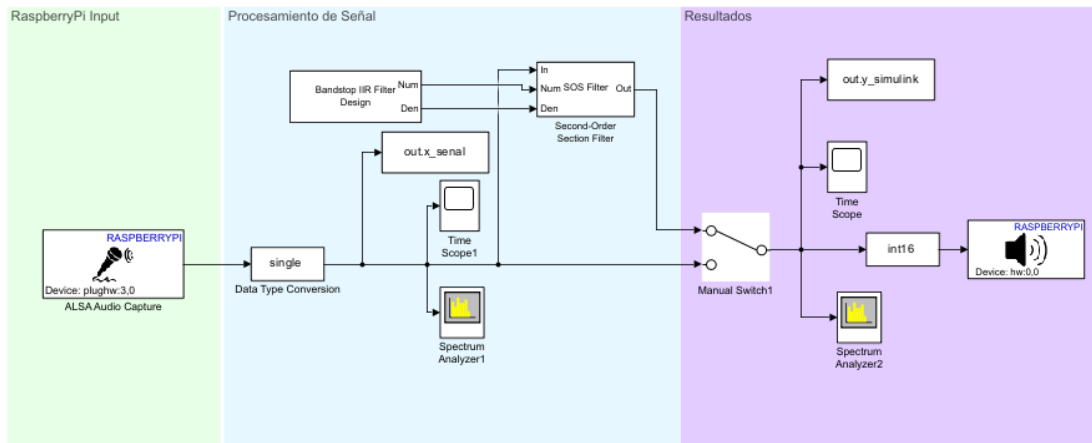 RaspberryPi Input
Procesamiento de Señal
Resultados
Bandstop IIR Filter
Design
Num
Den
In
Num
Den
SOS Filter
Out
Second-Order
Section Filter
out.x_senal
Time
Scope1
RASPBERRYPI
Device: plughw:3,0
ALSA Audio Capture
single
Data Type Conversion
Spectrum
Analyzer1
Manual Switch1
out.y_simulink
Time
Scope
int16
RASPBERRYPI
Device: hw:0,0
Spectrum
Analyzer2